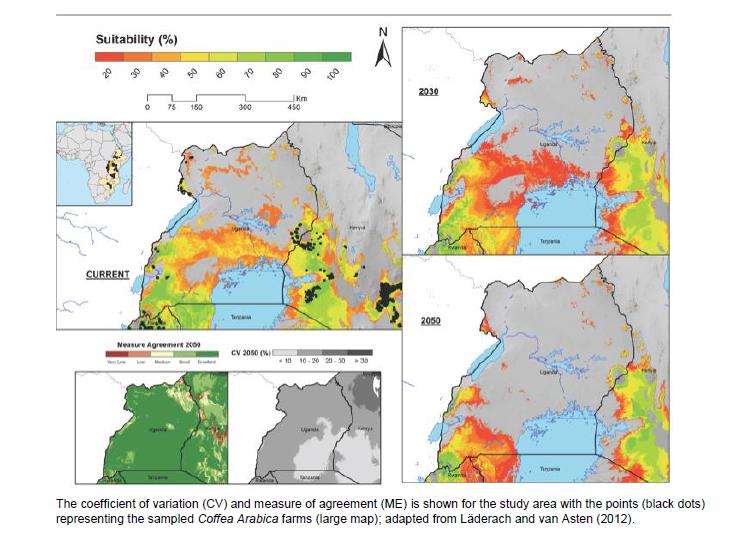 Suitability (%)
20 30 40 50 60 70 80 90 100
N
0 75 150 300 450 Km
2030
Uganda
Kenya
Rwanda
Tanzania
Ethiopia
Uganda
Kenya
CURRENT
Tanzania
2050
Uganda
Kenya
Tanzania
Measure Agreement 2050
Very Low Low Medium Good Excellent
CV 2050 (%)
< 10 10 - 20 20 - 30 > 30
Uganda
Rwanda
Tanzania
Uganda
Kenya
Rwanda
Tanzania
The coefficient of variation (CV) and measure of agreement (ME) is shown for the study area with the points (black dots)
representing the sampled Coffea Arabica farms (large map); adapted from Läderach and van Asten (2012).